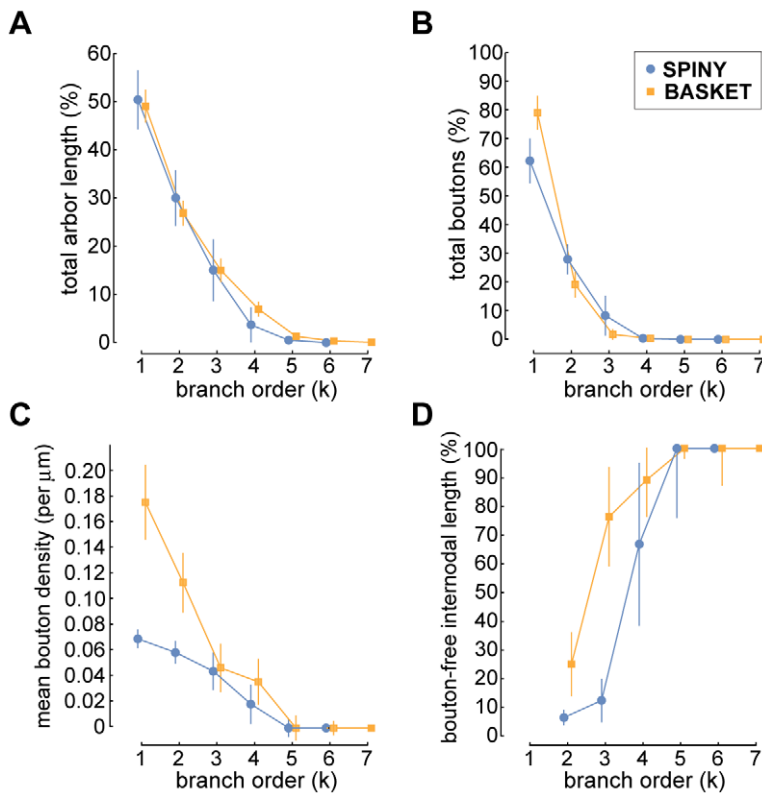 A
total arbor length (%)
60
50
40
30
20
10
0
1 2 3 4 5 6 7
branch order (k)
B
total boutons (%)
100
90
80
70
60
50
40
30
20
10
0
SPINY
BASKET
1 2 3 4 5 6 7
branch order (k)
C
mean bouton density (per µm)
0.20
0.18
0.16
0.14
0.12
0.10
0.08
0.06
0.04
0.02
0
1 2 3 4 5 6 7
branch order (k)
D
bouton-free internodal length (%)
100
90
80
70
60
50
40
30
20
10
0
1 2 3 4 5 6 7
branch order (k)